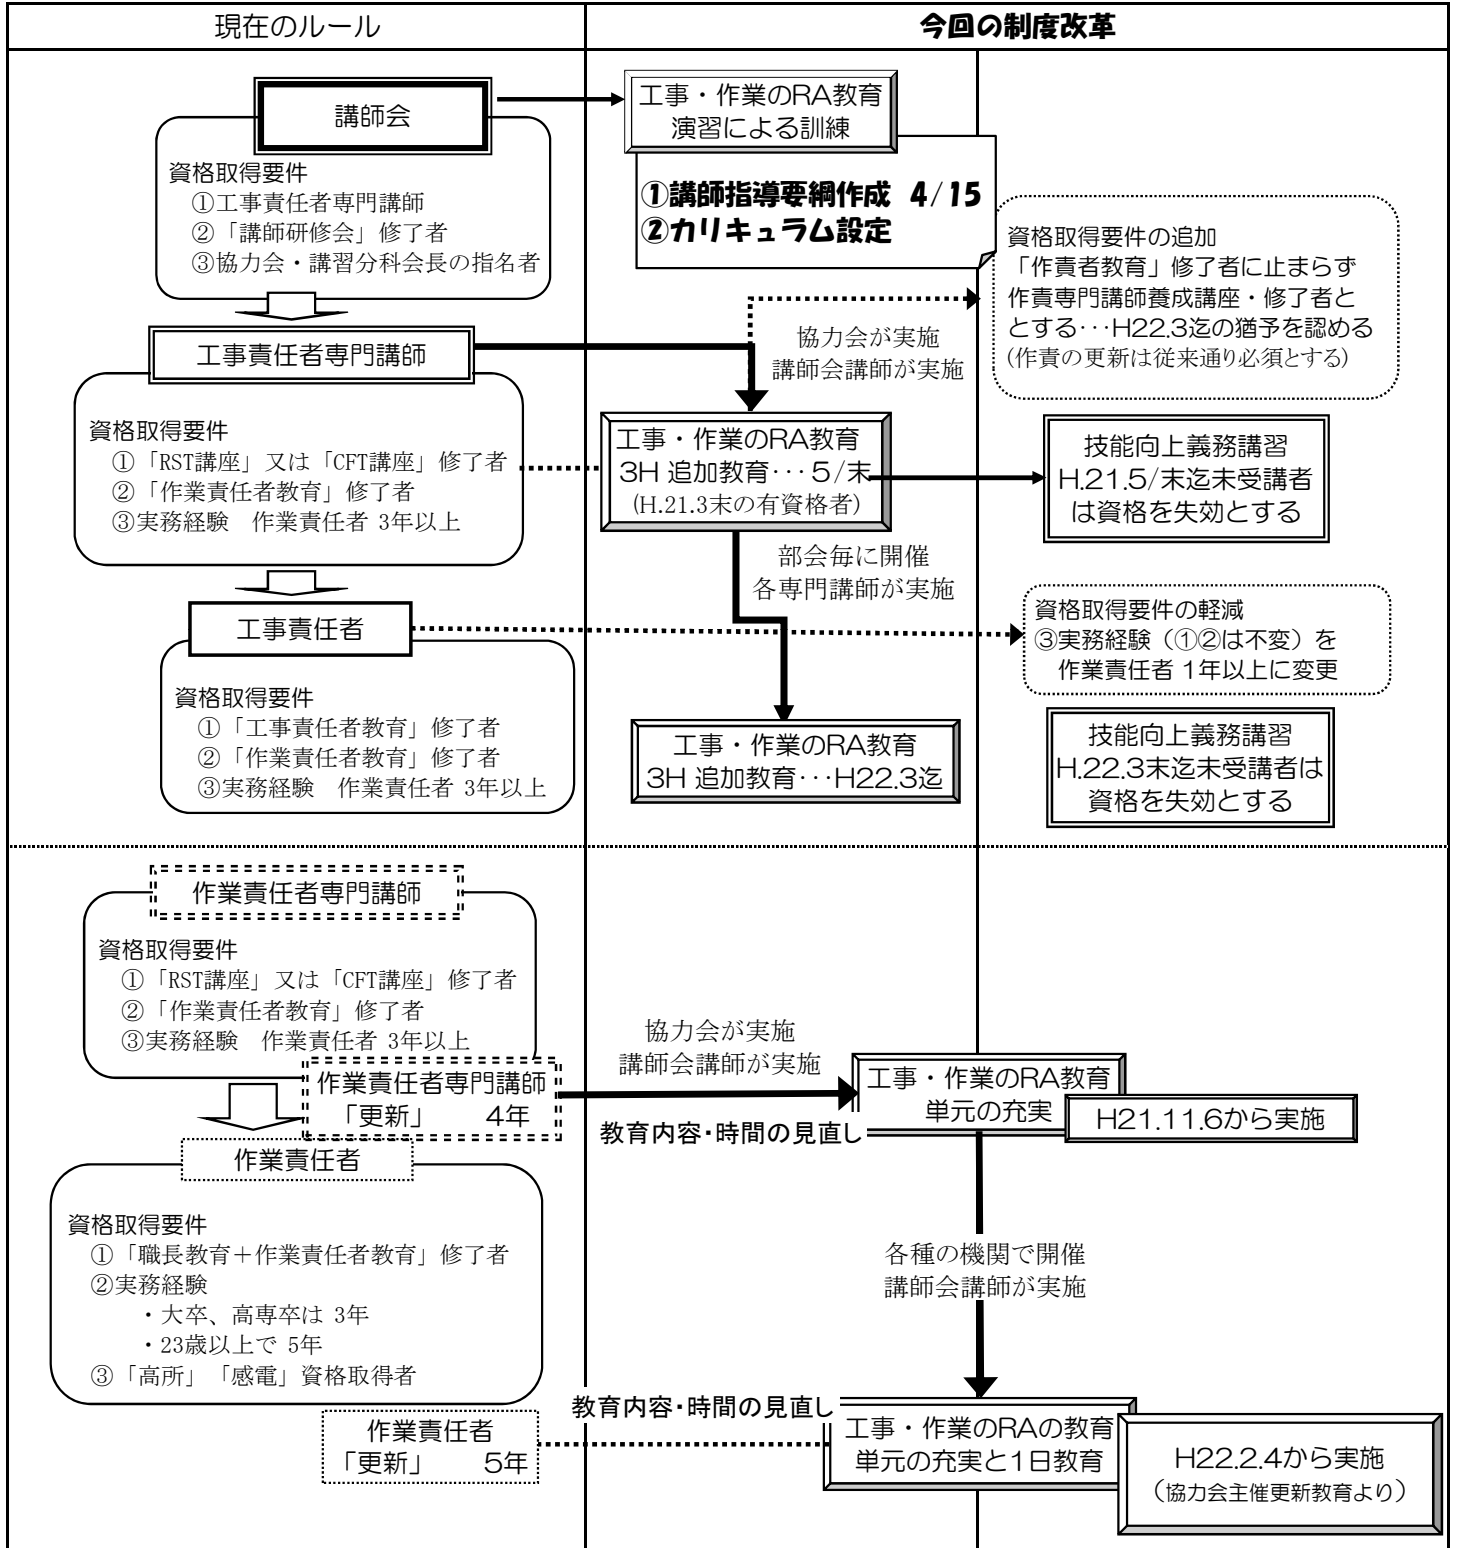 現在のルール
今回の制度改革
講師会
資格取得要件
①工事責任者専門講師
②「講師研修会」修了者
③協力会・講習分科会長の指名者
工事・作業のRA教育
演習による訓練
①講師指導要綱作成 4/15
②カリキュラム設定
資格取得要件の追加
「作責者教育」修了者に止まらず
作責専門講師養成講座・修了者と
とする･･･H22.3迄の猶予を認める
(作責の更新は従来通り必須とする)
工事責任者専門講師
協力会が実施
講師会講師が実施
資格取得要件
①「RST講座」又は「CFT講座」修了者
②「作業責任者教育」修了者
③実務経験 作業責任者 3年以上
工事・作業のRA教育
3H 追加教育･･･5/末
(H.21.3末の有資格者)
技能向上義務講習
H.21.5/末迄未受講者
は資格を失効とする
部会毎に開催
各専門講師が実施
工事責任者
資格取得要件の軽減
③実務経験（①②は不変）を
作業責任者 1年以上に変更
資格取得要件
①「工事責任者教育」修了者
②「作業責任者教育」修了者
③実務経験 作業責任者 3年以上
工事・作業のRA教育
3H 追加教育･･･H22.3迄
技能向上義務講習
H.22.3末迄未受講者は
資格を失効とする
作業責任者専門講師
資格取得要件
①「RST講座」又は「CFT講座」修了者
②「作業責任者教育」修了者
③実務経験 作業責任者 3年以上
作業責任者専門講師
「更新」 4年
協力会が実施
講師会講師が実施
教育内容･時間の見直し
工事・作業のRA教育
単元の充実
H21.11.6から実施
作業責任者
資格取得要件
①「職長教育＋作業責任者教育」修了者
②実務経験
・大卒、高専卒は 3年
・23歳以上で 5年
③「高所」「感電」資格取得者
各種の機関で開催
講師会講師が実施
作業責任者
「更新」 5年
教育内容･時間の見直し
工事・作業のRAの教育
単元の充実と1日教育
H22.2.4から実施
（協力会主催更新教育より）